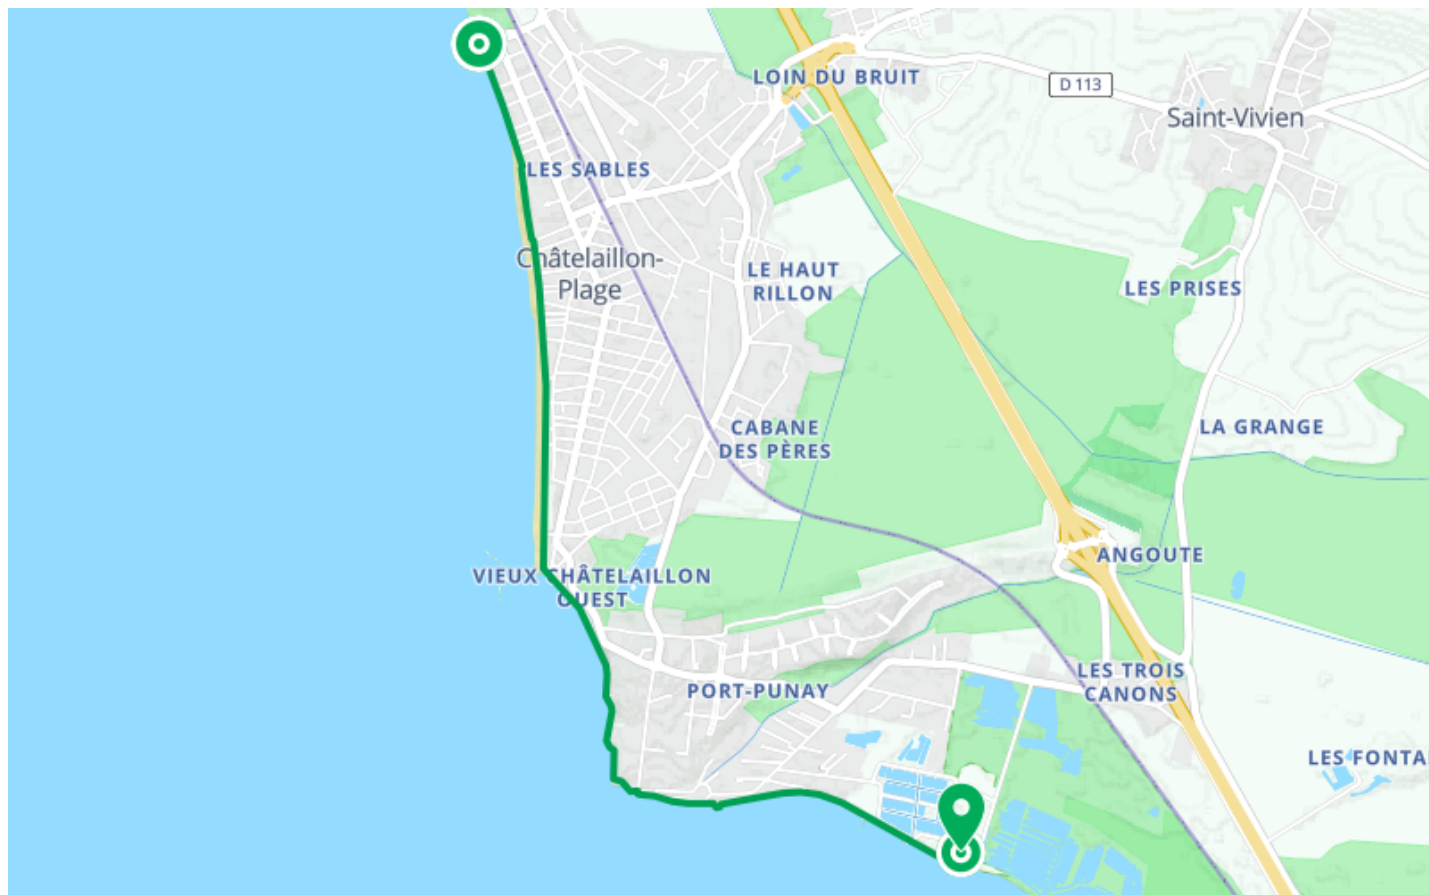 LOIN DU BRUIT
D 113
Saint-Vivien
LES SABLES
Châtelaillon-
Plage
LE HAUT
RILLON
LES PRISES
CABANE
DES PÈRES
LA GRANGE
ANGOUTE
VIEUX CHÂTELAILLON
OUEST
LES TROIS
CANONS
PORT-PUNAY
LES FONTA